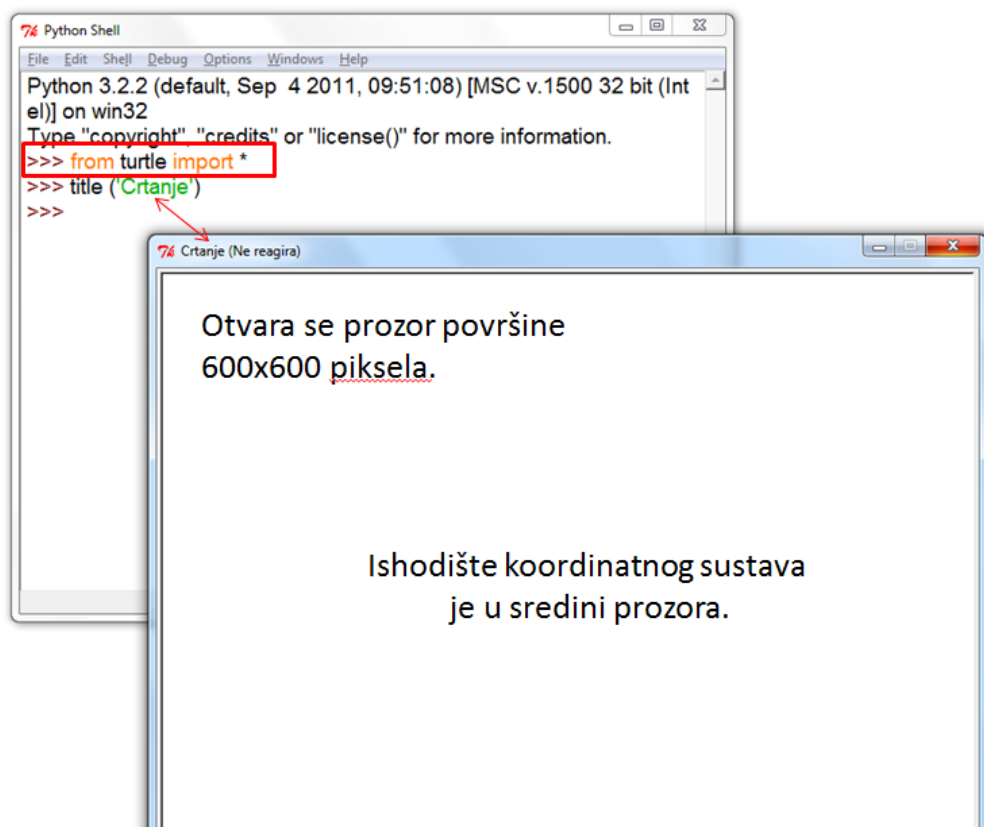 Python Shell
File Edit Shell Debug Options Windows Help
Python 3.2.2 (default, Sep  4 2011, 09:51:08) [MSC v.1500 32 bit (Int
el)] on win32
Type "copyright", "credits" or "license()" for more information.
>>> from turtle import *
>>> title ('Crtanje')
>>>
Crtanje (Ne reagira)
Otvara se prozor površine
600x600 piksela.
Ishodište koordinatnog sustava
je u sredini prozora.